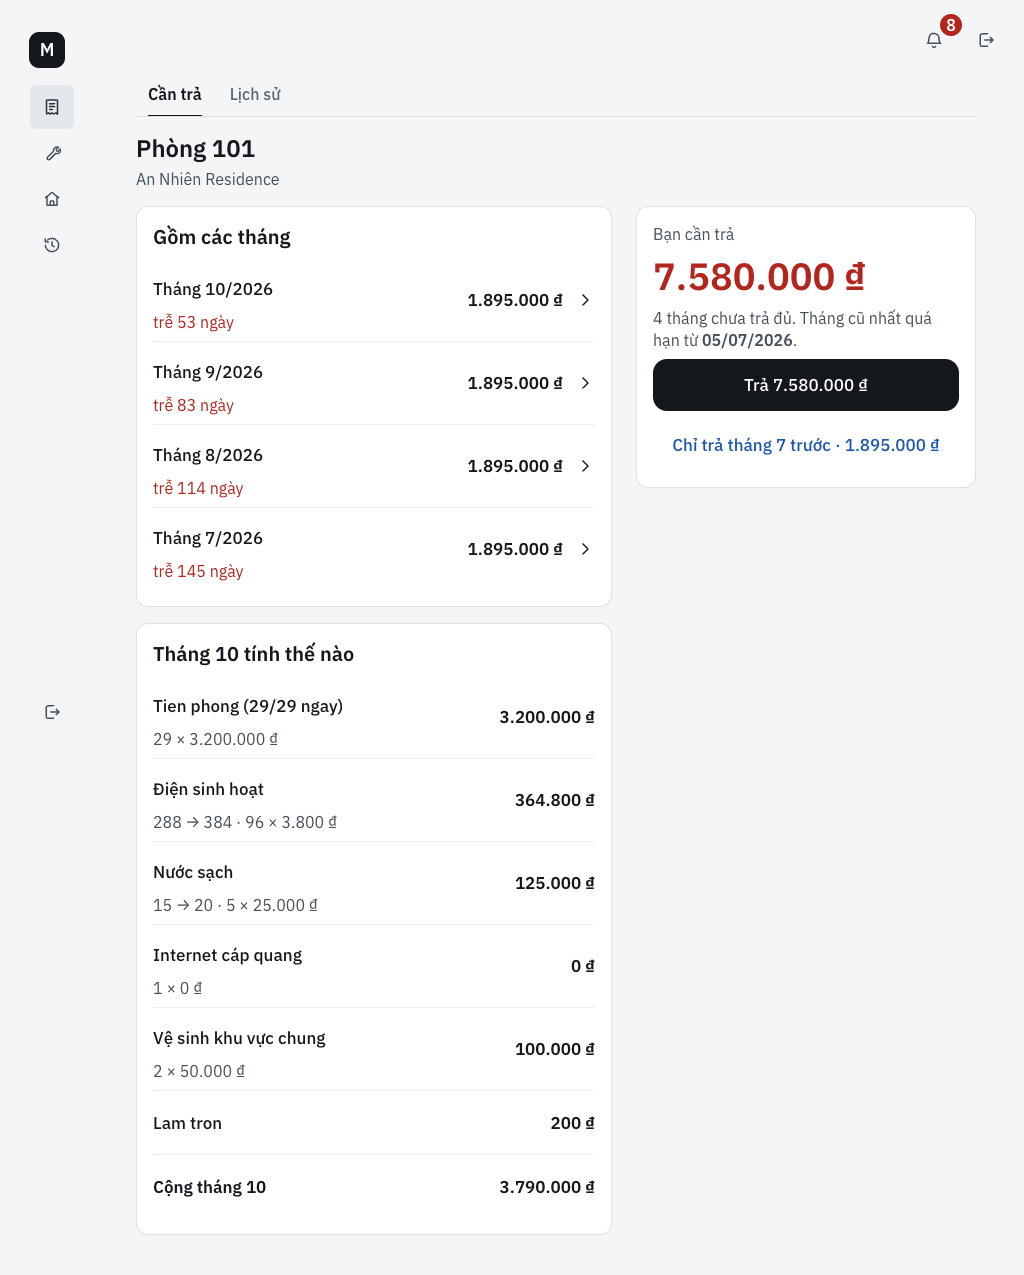 M
8
Cần trả
Lịch sử
Phòng 101
An Nhiên Residence
Gồm các tháng
Tháng 10/2026
trễ 53 ngày
1.895.000 ₫
Tháng 9/2026
trễ 83 ngày
1.895.000 ₫
Tháng 8/2026
trễ 114 ngày
1.895.000 ₫
Tháng 7/2026
trễ 145 ngày
1.895.000 ₫
Bạn cần trả
7.580.000 ₫
4 tháng chưa trả đủ. Tháng cũ nhất quá
hạn từ 05/07/2026.
Trả 7.580.000 ₫
Chỉ trả tháng 7 trước · 1.895.000 ₫
Tháng 10 tính thế nào
Tien phong (29/29 ngay)
29 × 3.200.000 ₫
3.200.000 ₫
Điện sinh hoạt
288 → 384 · 96 × 3.800 ₫
364.800 ₫
Nước sạch
15 → 20 · 5 × 25.000 ₫
125.000 ₫
Internet cáp quang
1 × 0 ₫
0 ₫
Vệ sinh khu vực chung
2 × 50.000 ₫
100.000 ₫
Lam tron
200 ₫
Cộng tháng 10
3.790.000 ₫